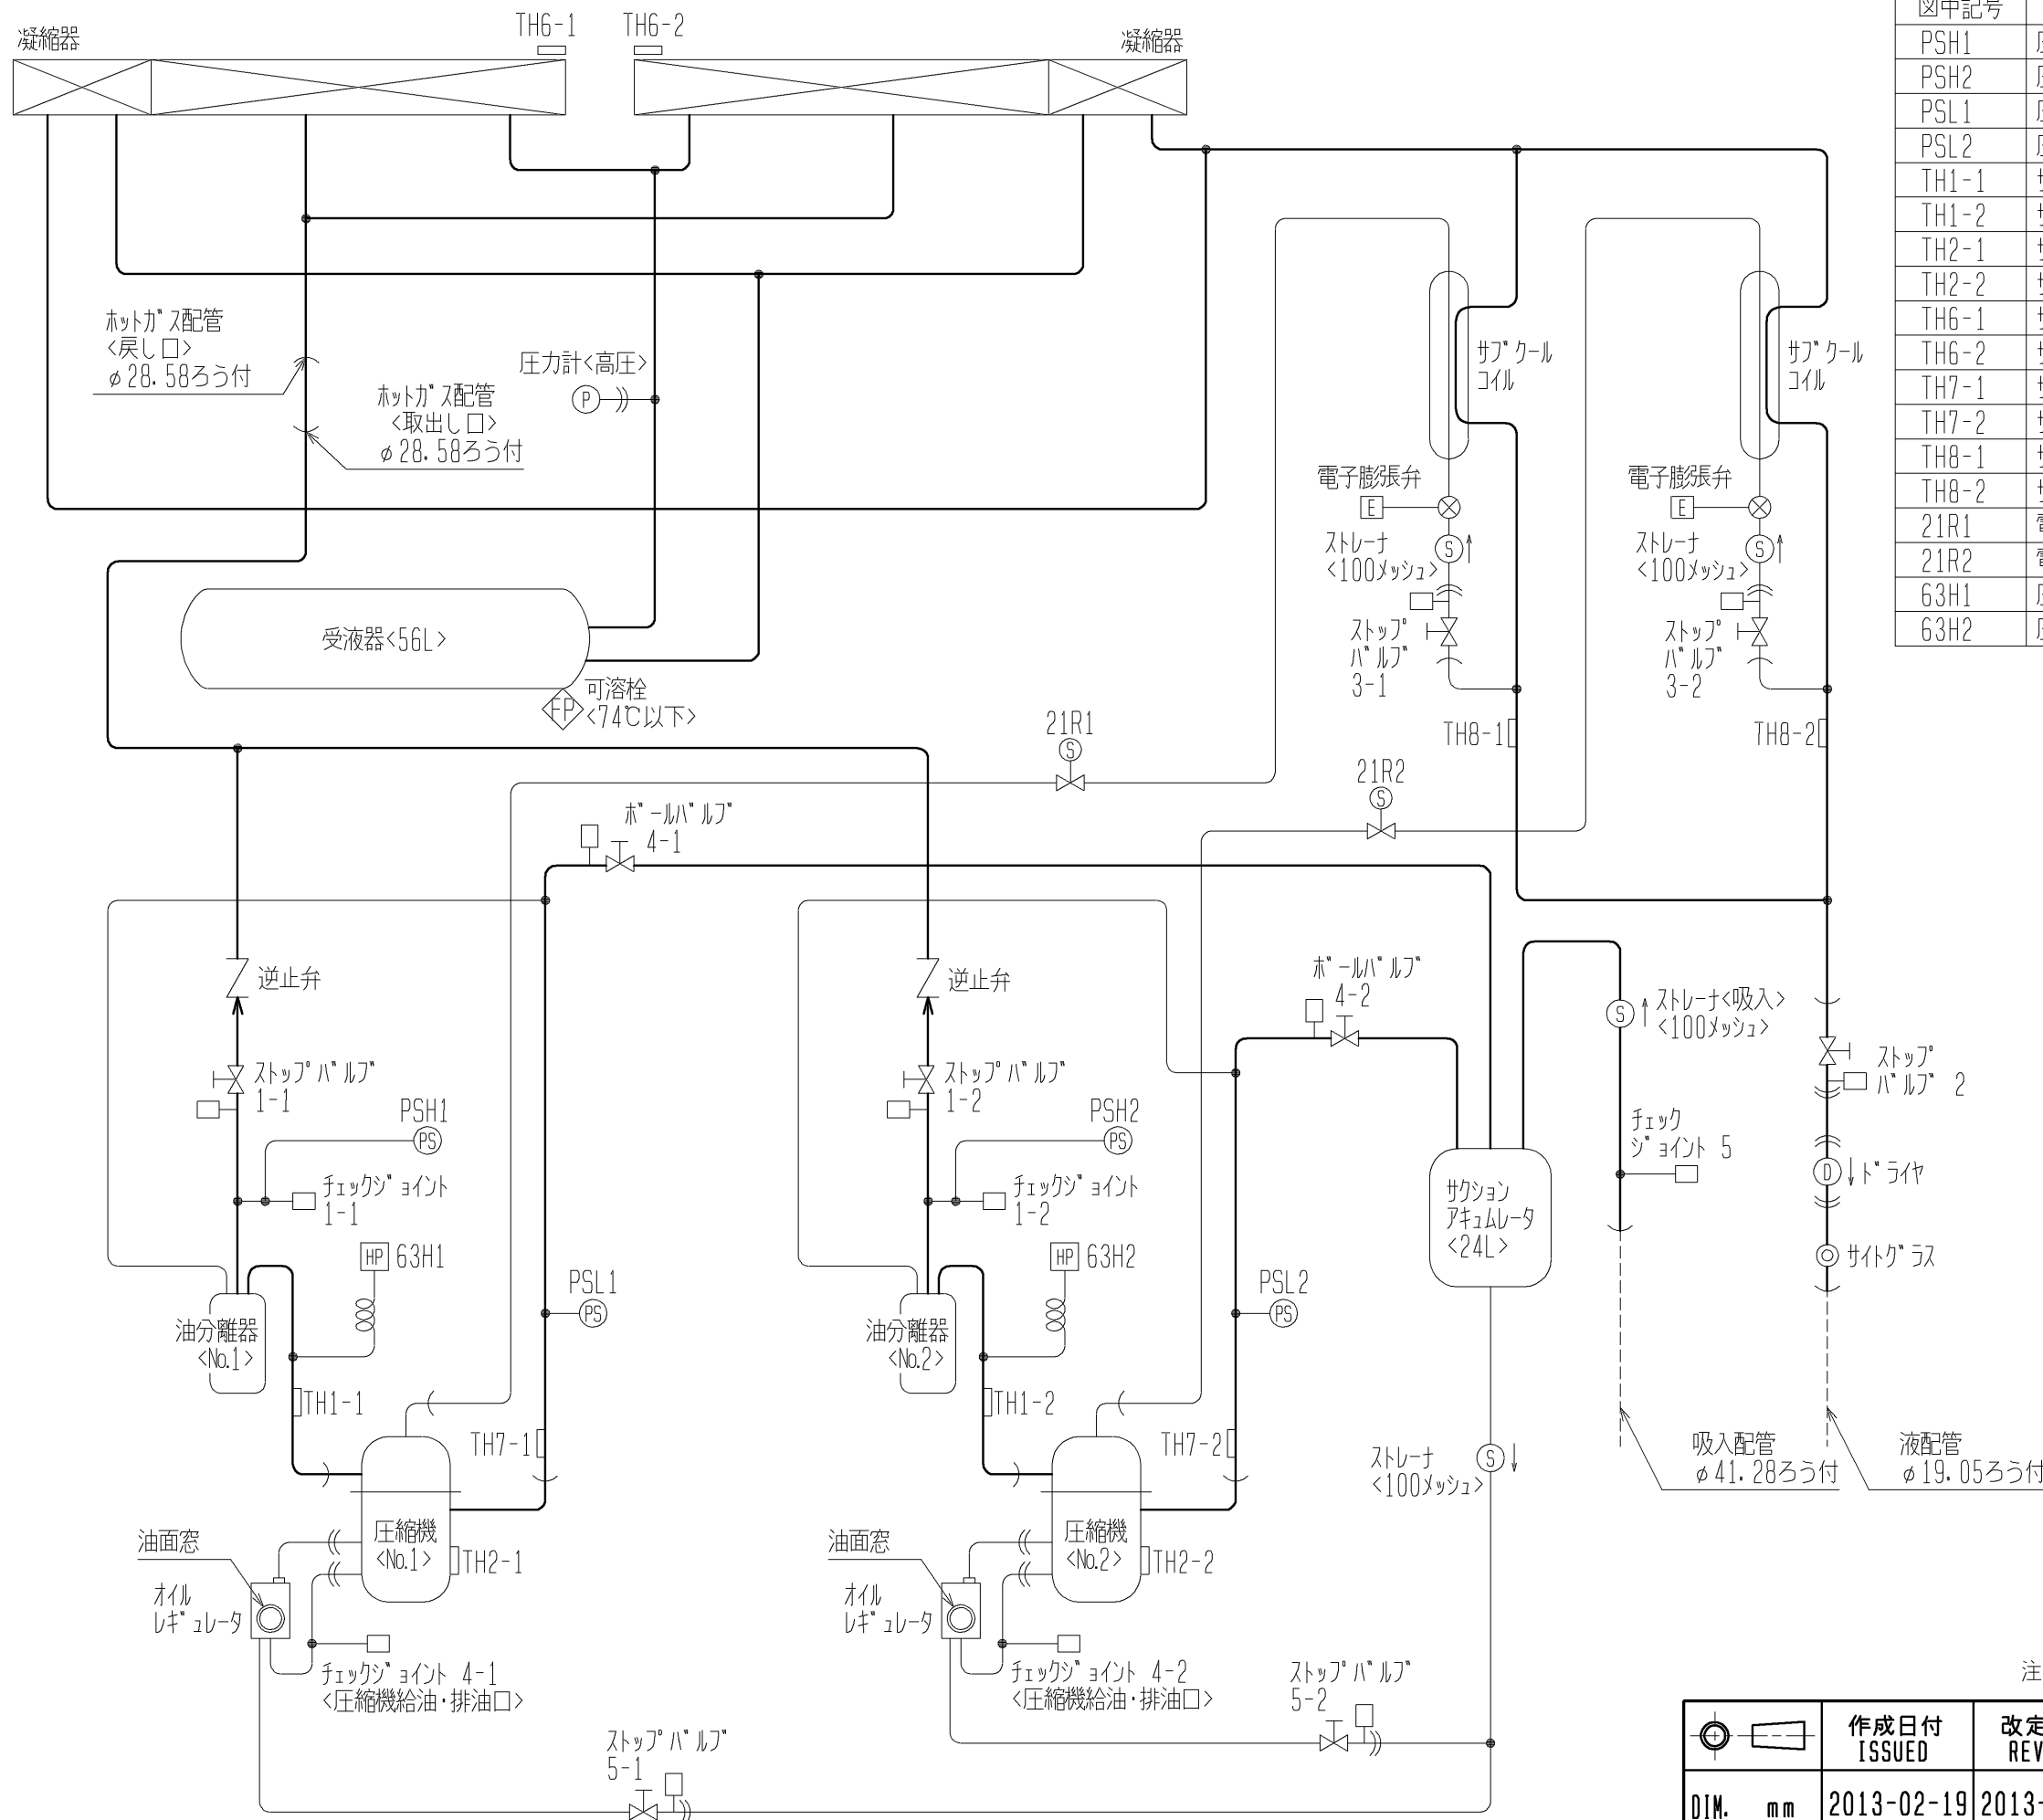 凝縮器
TH6-1
TH6-2
凝縮器
図中記号
PSH1
PSH2
PSL1
PSL2
TH1-1
TH1-2
TH2-1
TH2-2
TH6-1
TH6-2
TH7-1
TH7-2
TH8-1
TH8-2
21R1
21R2
63H1
63H2
ホットガス配管
<戻し口>
φ28.58ろう付
ホットガス配管
<取出し口>
φ28.58ろう付
圧力計<高圧>
P
サブクール
コイル
サブクール
コイル
電子膨張弁
E
ストレーナ
<100メッシュ>
S
ストップ
バルブ
3-1
電子膨張弁
E
ストレーナ
<100メッシュ>
S
ストップ
バルブ
3-2
受液器<56L>
FP
可溶栓
<74℃以下>
TH8-1
TH8-2
21R1
S
21R2
S
ボールバルブ
4-1
逆止弁
逆止弁
ボールバルブ
4-2
S
ストレーナ<吸入>
<100メッシュ>
ストップバルブ
1-1
ストップバルブ
1-2
ストップ
バルブ 2
PSH1
PS
PSH2
PS
チェック
ジョイント 5
D
ドライヤ
チェックジョイント
1-1
チェックジョイント
1-2
サクション
アキュムレータ
<24L>
HP
63H1
HP
63H2
サイトグラス
PSL1
PS
PSL2
PS
油分離器
<No.1>
油分離器
<No.2>
TH1-1
TH1-2
TH7-1
TH7-2
ストレーナ
<100メッシュ>
S
吸入配管
φ41.28ろう付
液配管
φ19.05ろう付
圧縮機
<No.1>
TH2-1
圧縮機
<No.2>
TH2-2
油面窓
油面窓
オイル
レギュレータ
オイル
レギュレータ
チェックジョイント 4-1
<圧縮機給油・排油口>
チェックジョイント 4-2
<圧縮機給油・排油口>
ストップバルブ
5-2
ストップバルブ
5-1
注
作成日付
ISSUED
改定
REV
DIM. mm
2013-02-19
2013-